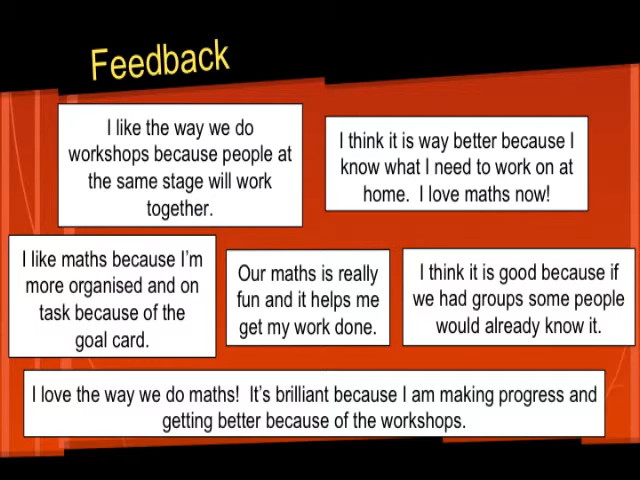 Feedback
I like the way we do
workshops because people at
the same stage will work
together.
I think it is way better because I
know what I need to work on at
home. I love maths now!
I like maths because I'm
more organised and on
task because of the
goal card.
Our maths is really
fun and it helps me
get my work done.
I think it is good because if
we had groups some people
would already know it.
I love the way we do maths! It's brilliant because I am making progress and
getting better because of the workshops.